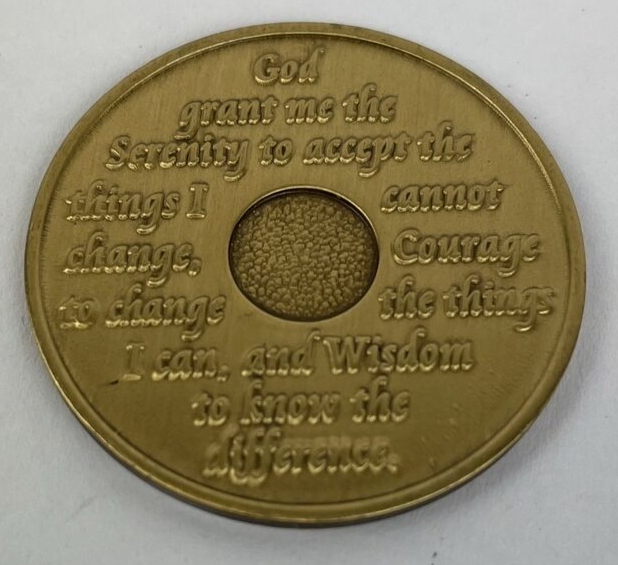 God
grant me the
Serenity to accept the
things I cannot
change, Courage
to change the things
I can, and Wisdom
to know the
difference.